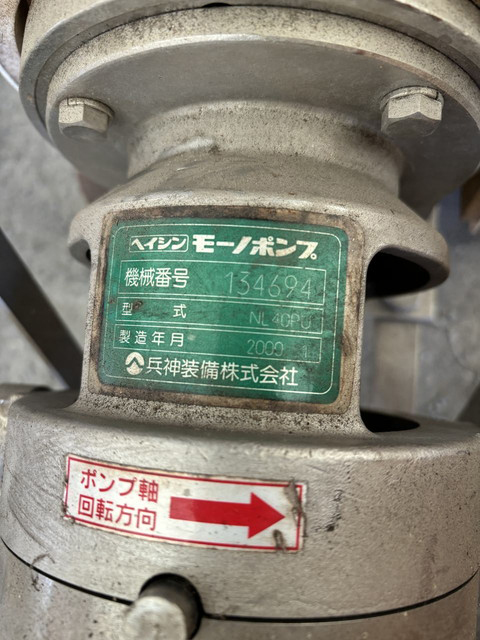 ヘイシン モーノポンプ
機械番号 134694
型式 NL40PU
製造年月 2000
兵神装備株式会社
ポンプ軸
回転方向